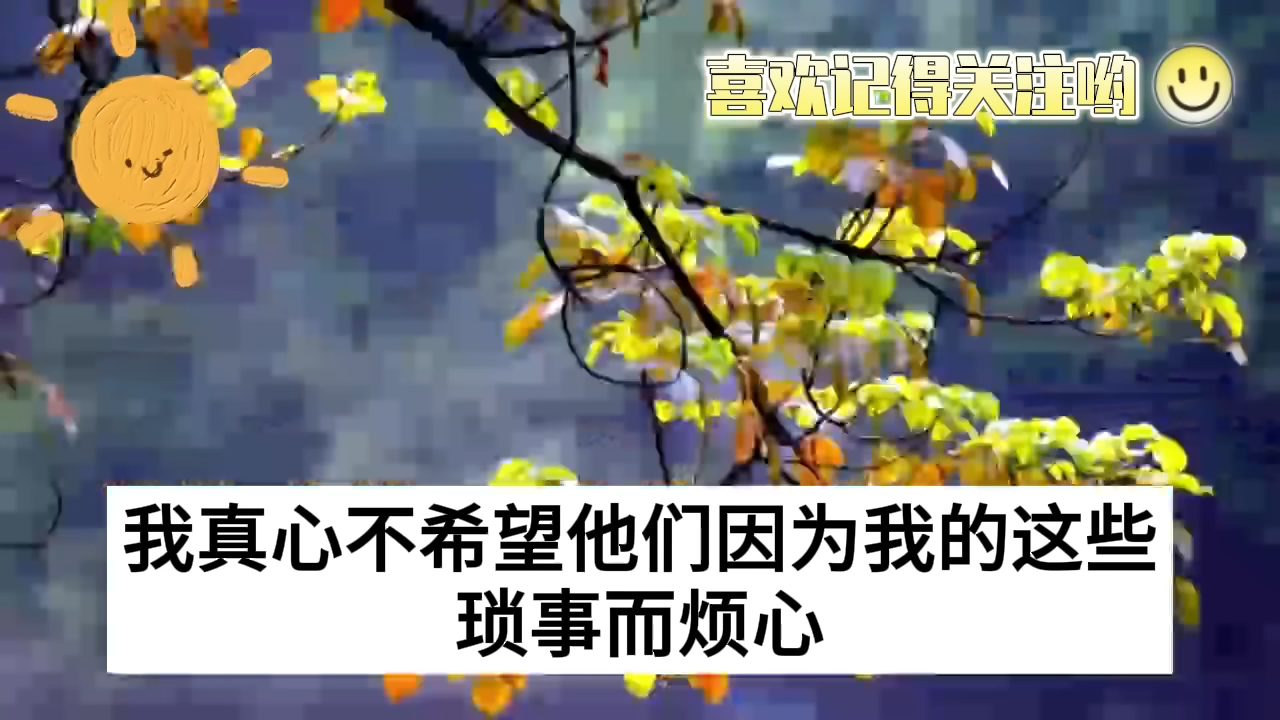 喜欢记得关注哟
我真心不希望他们因为我的这些
琐事而烦心